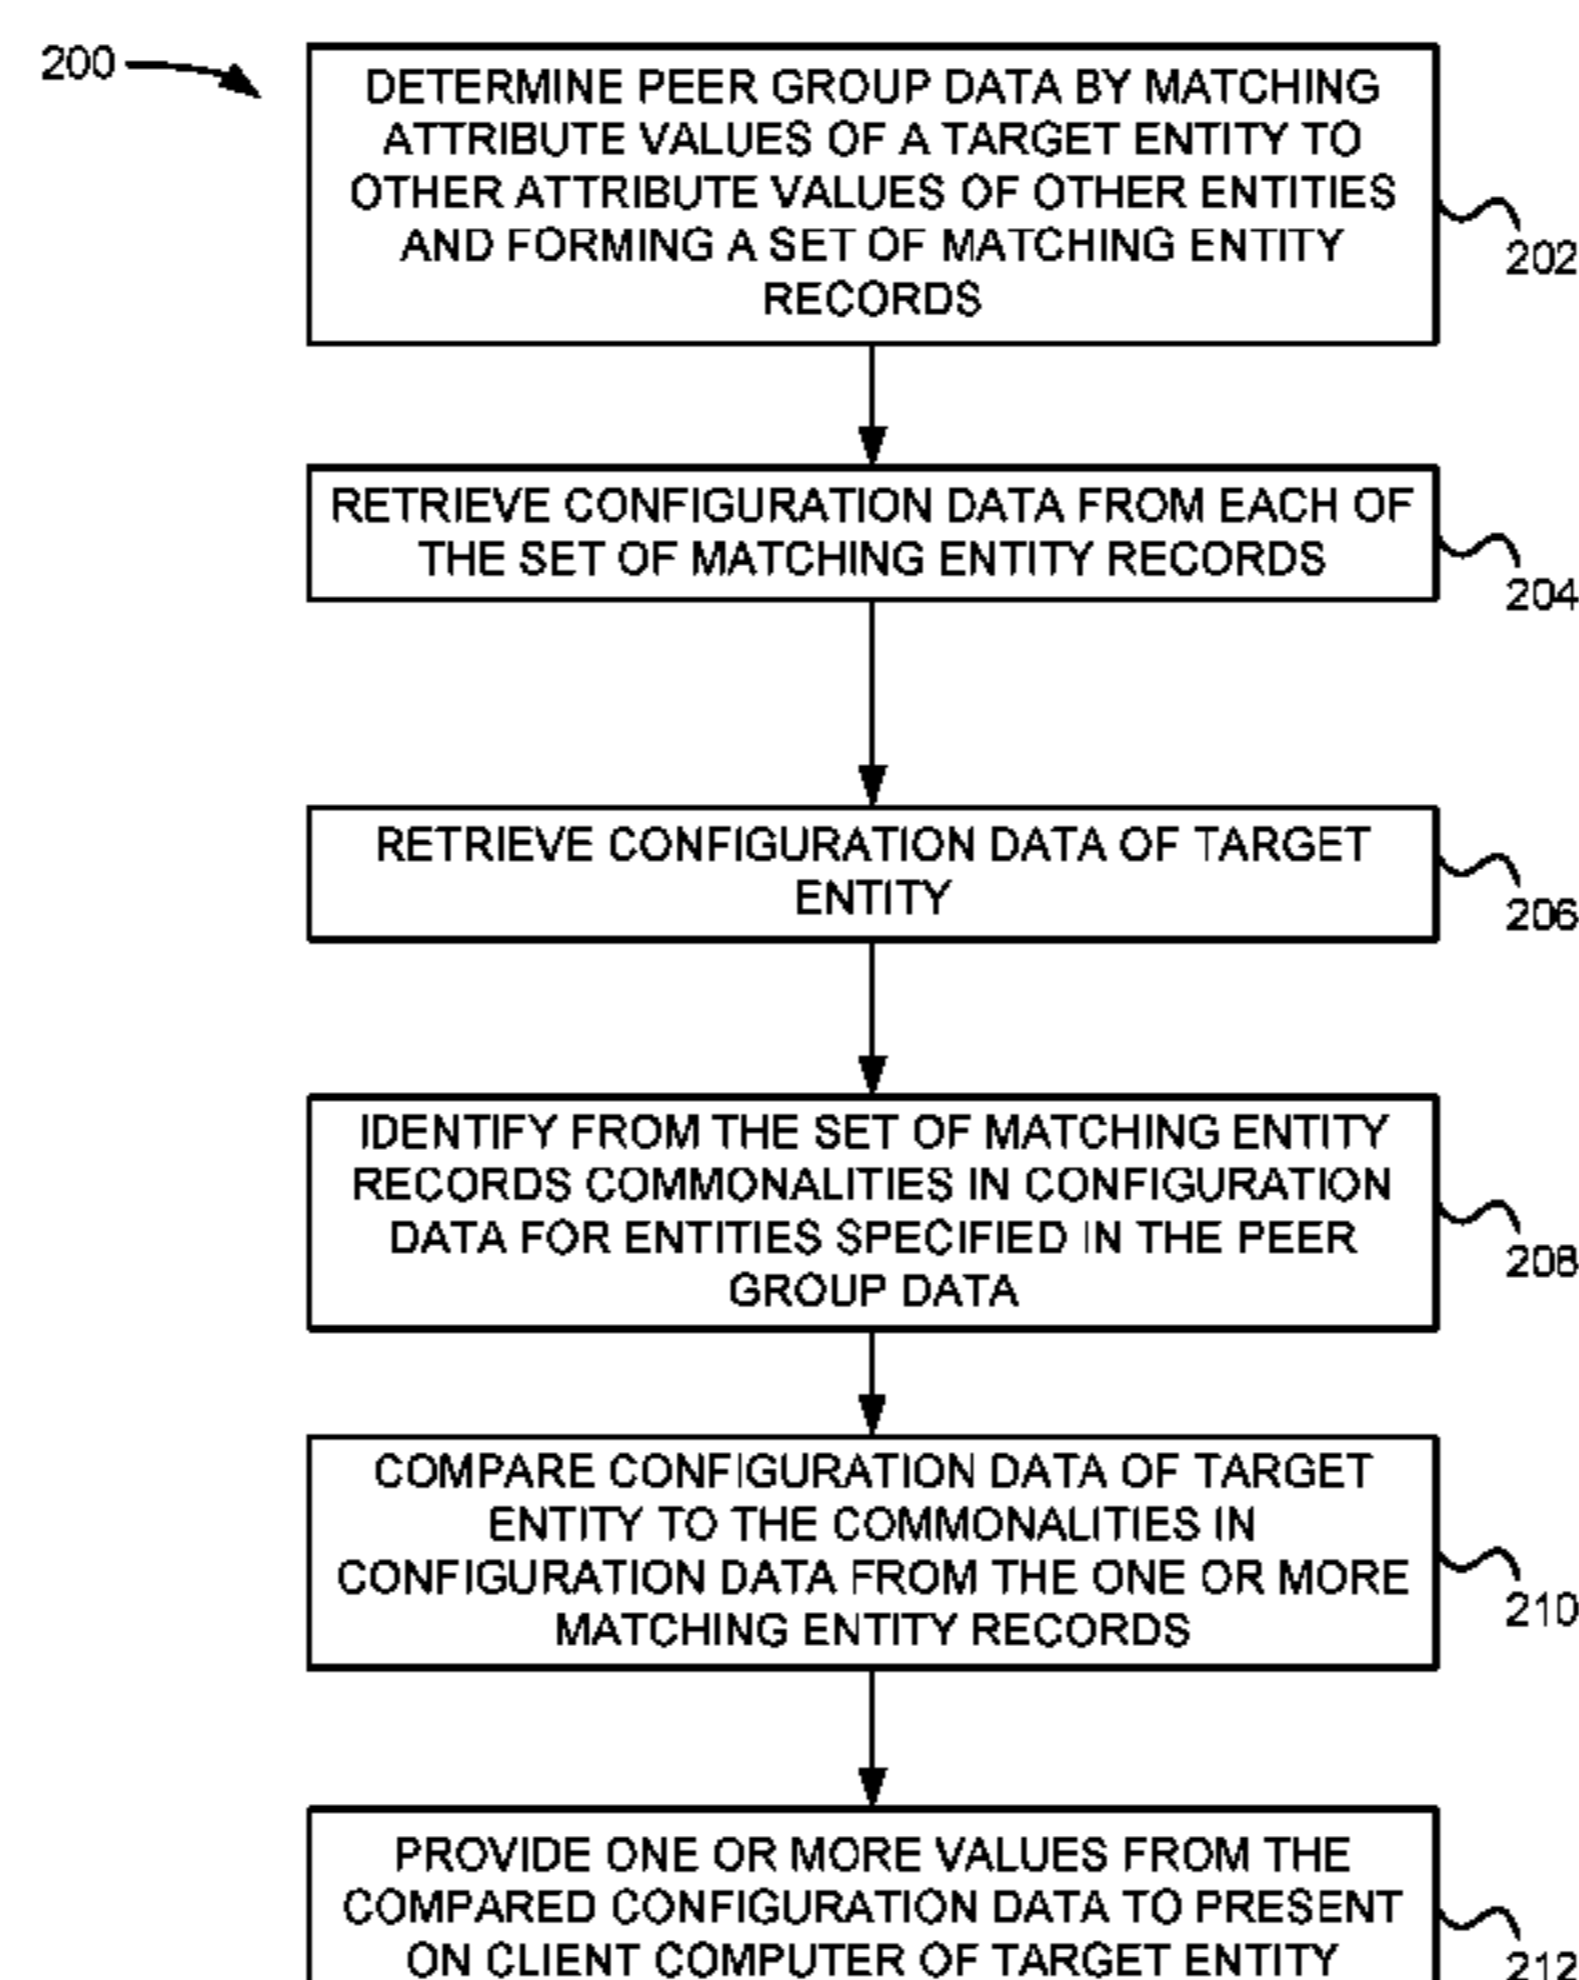 200
DETERMINE PEER GROUP DATA BY MATCHING
ATTRIBUTE VALUES OF A TARGET ENTITY TO
OTHER ATTRIBUTE VALUES OF OTHER ENTITIES
AND FORMING A SET OF MATCHING ENTITY
RECORDS
202
RETRIEVE CONFIGURATION DATA FROM EACH OF
THE SET OF MATCHING ENTITY RECORDS
204
RETRIEVE CONFIGURATION DATA OF TARGET
ENTITY
206
IDENTIFY FROM THE SET OF MATCHING ENTITY
RECORDS COMMONALITIES IN CONFIGURATION
DATA FOR ENTITIES SPECIFIED IN THE PEER
GROUP DATA
208
COMPARE CONFIGURATION DATA OF TARGET
ENTITY TO THE COMMONALITIES IN
CONFIGURATION DATA FROM THE ONE OR MORE
MATCHING ENTITY RECORDS
210
PROVIDE ONE OR MORE VALUES FROM THE
COMPARED CONFIGURATION DATA TO PRESENT
ON CLIENT COMPUTER OF TARGET ENTITY
212